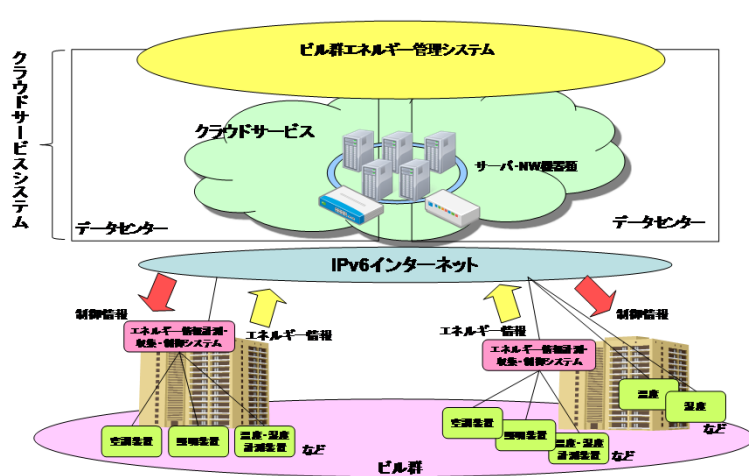 ビル群エネルギー管理システム
クラウドサービスシステム
クラウドサービス
サーバ・NW機器類
データセンター
データセンター
IPv6インターネット
制御情報
エネルギー情報
エネルギー情報
制御情報
エネルギー情報計測・
収集・制御システム
エネルギー情報計測・
収集・制御システム
温度
湿度
など
空調装置
照明装置
温度・湿度
計測装置
など
空調装置
照明装置
温度・湿度
計測装置
など
ビル群